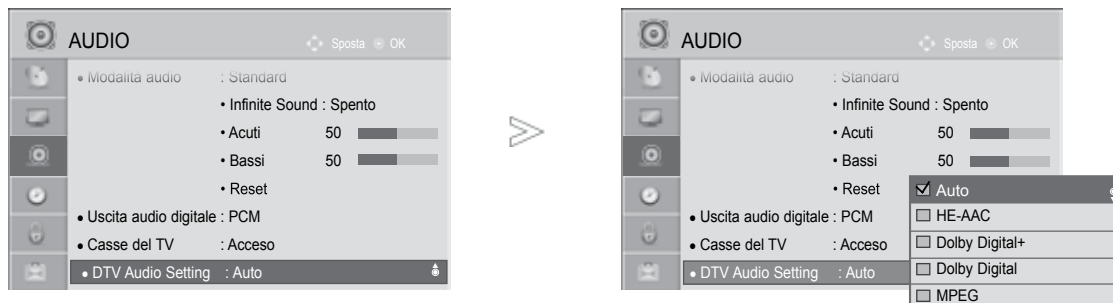 AUDIO
Sposta OK
• Modalità audio : Standard
• Infinite Sound : Spento
• Acuti 50
• Bassi 50
• Reset
• Uscita audio digitale : PCM
• Casse del TV : Acceso
• DTV Audio Setting : Auto
AUDIO
Sposta OK
• Modalità audio : Standard
• Infinite Sound : Spento
• Acuti 50
• Bassi 50
• Reset
• Uscita audio digitale : PCM
• Casse del TV : Acceso
• DTV Audio Setting : Auto
Auto
HE-AAC
Dolby Digital+
Dolby Digital
MPEG